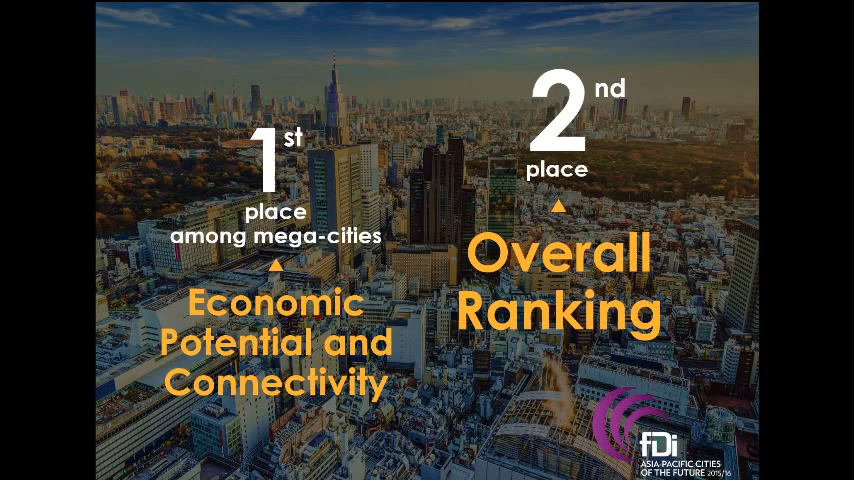 1st
place
among mega-cities
Economic
Potential and
Connectivity
2nd
place
Overall
Ranking
fDi
ASIA-PACIFIC CITIES
OF THE FUTURE 2015/16